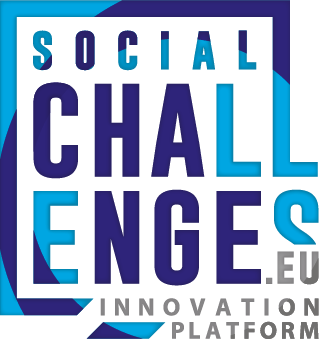 SOCIAL
CHALL
ENGES
.EU
INNOVATION
PLATFORM